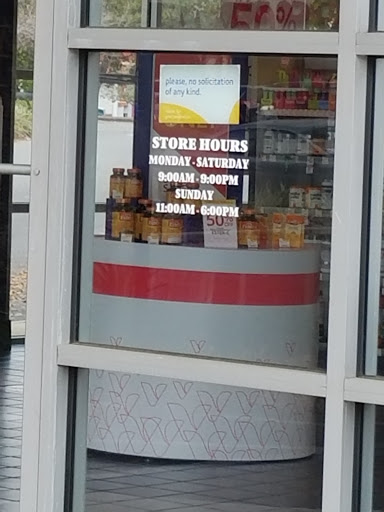 50%
please, no solicitation
of any kind.
STORE HOURS
MONDAY - SATURDAY
9:00AM - 9:00PM
SUNDAY
11:00AM - 6:00PM
50%